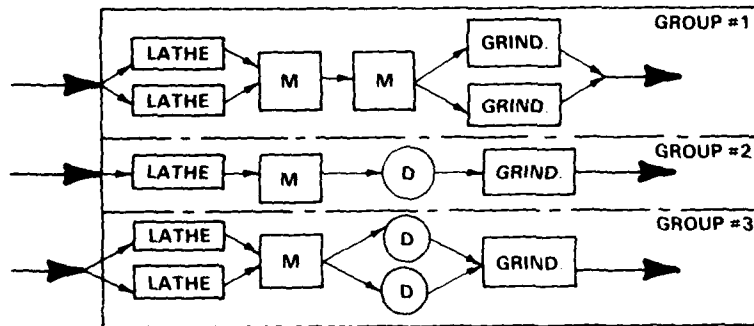 GROUP #1
LATHE
LATHE
M
M
GRIND.
GRIND.
GROUP #2
LATHE
M
D
GRIND.
GROUP #3
LATHE
LATHE
M
D
D
GRIND.